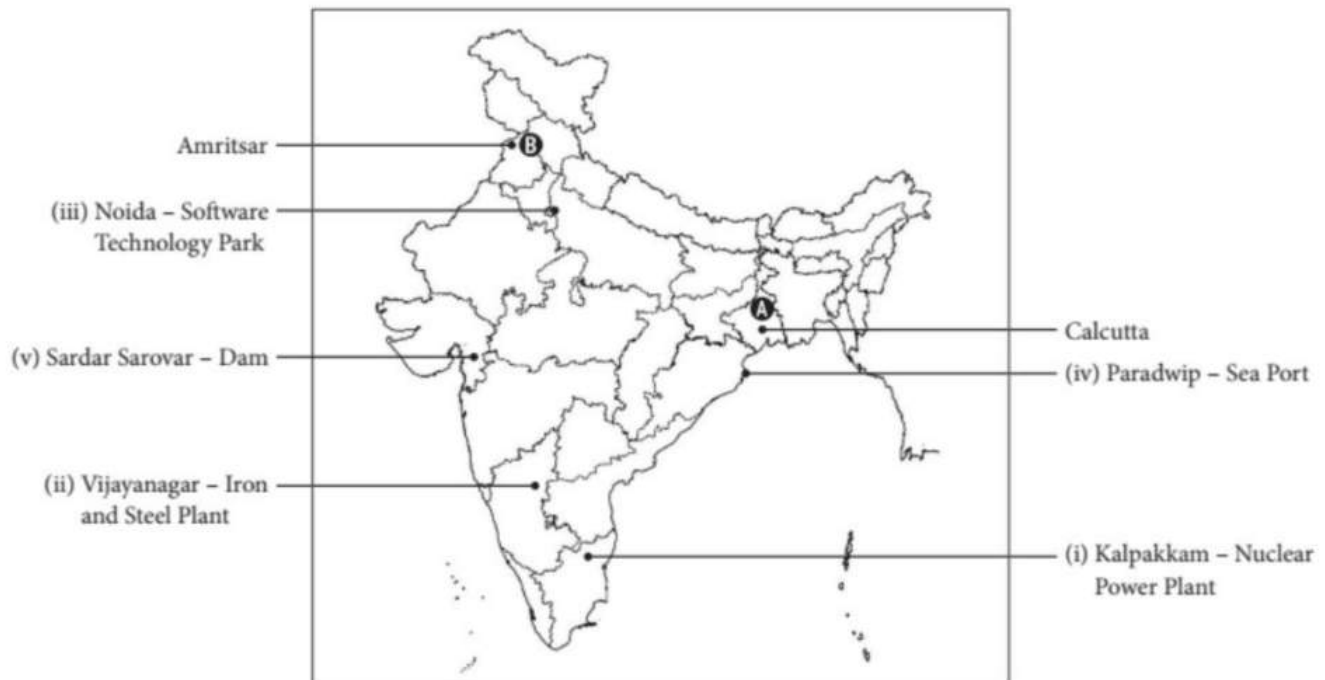 Amritsar
B
(iii) Noida – Software
Technology Park
A
Calcutta
(v) Sardar Sarovar – Dam
(iv) Paradwip – Sea Port
(ii) Vijayanagar – Iron
and Steel Plant
(i) Kalpakkam – Nuclear
Power Plant